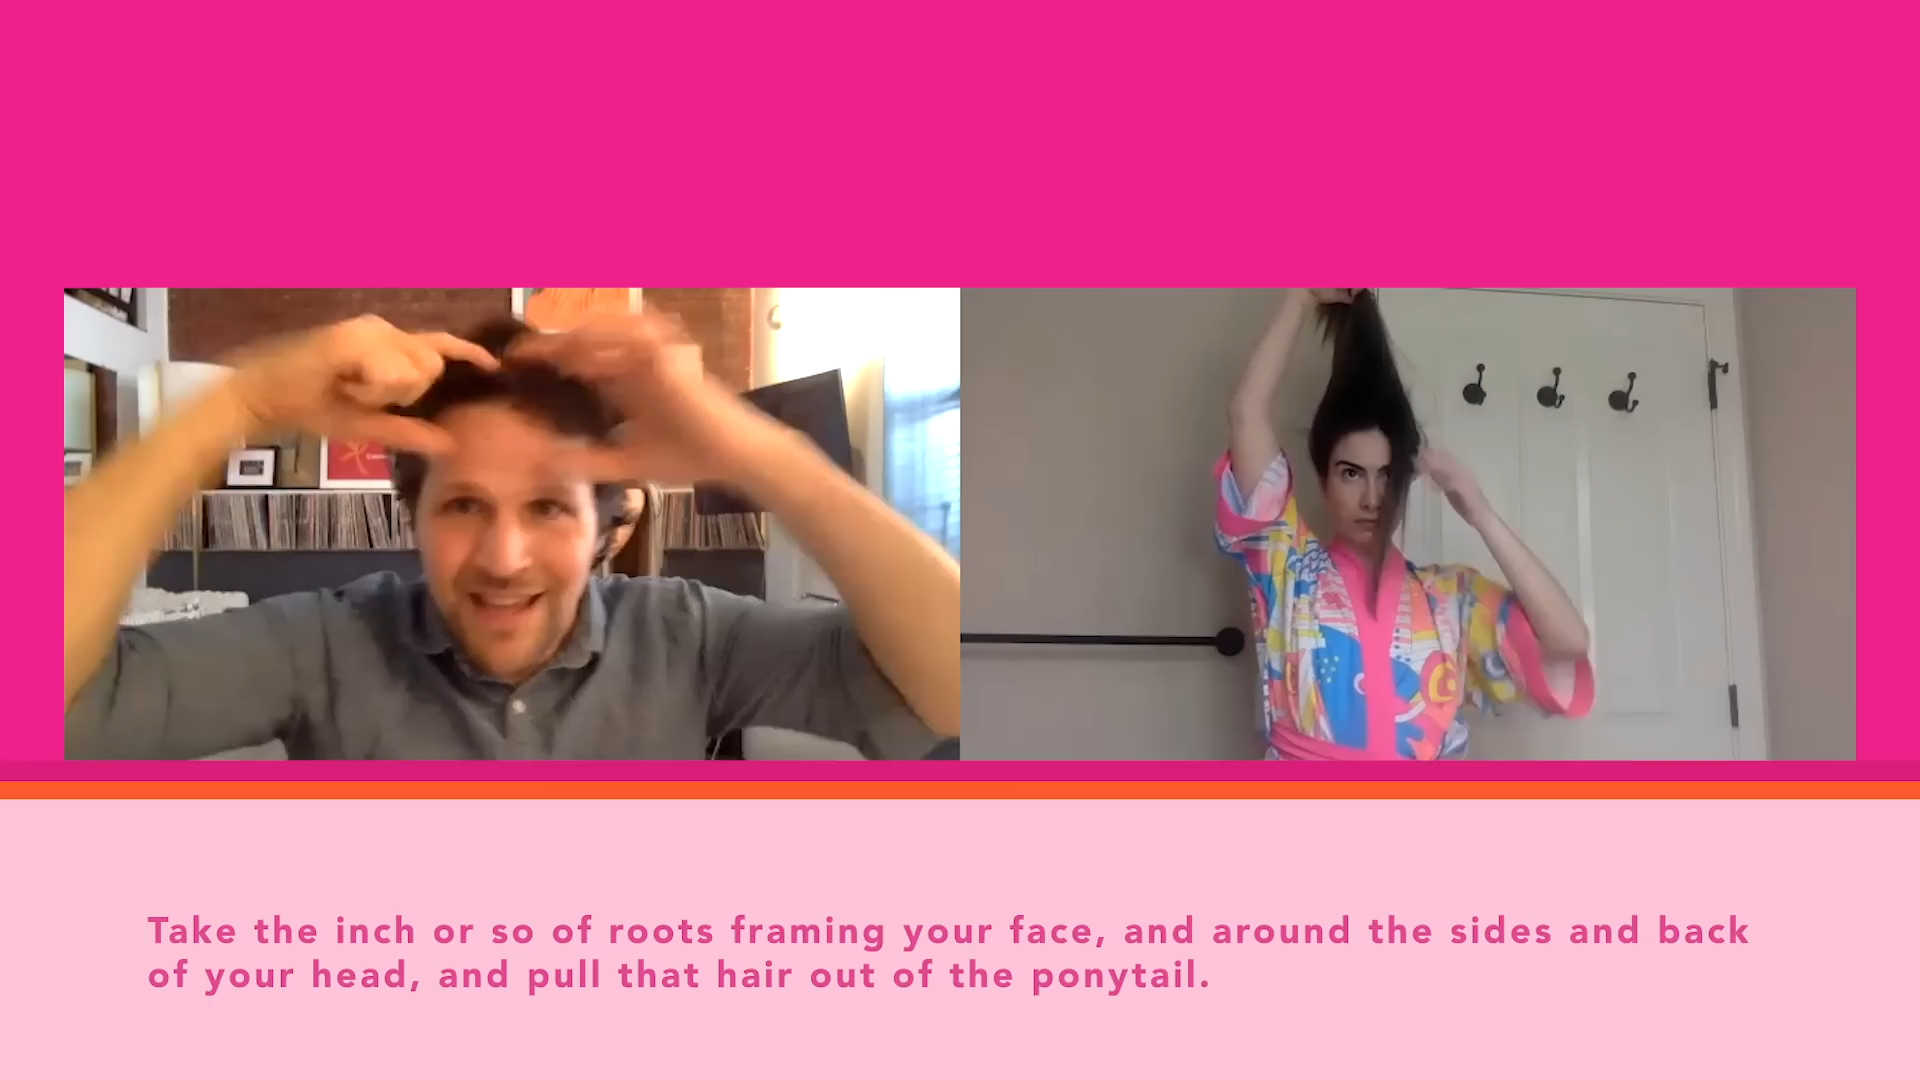 Take the inch or so of roots framing your face, and around the sides and back
of your head, and pull that hair out of the ponytail.